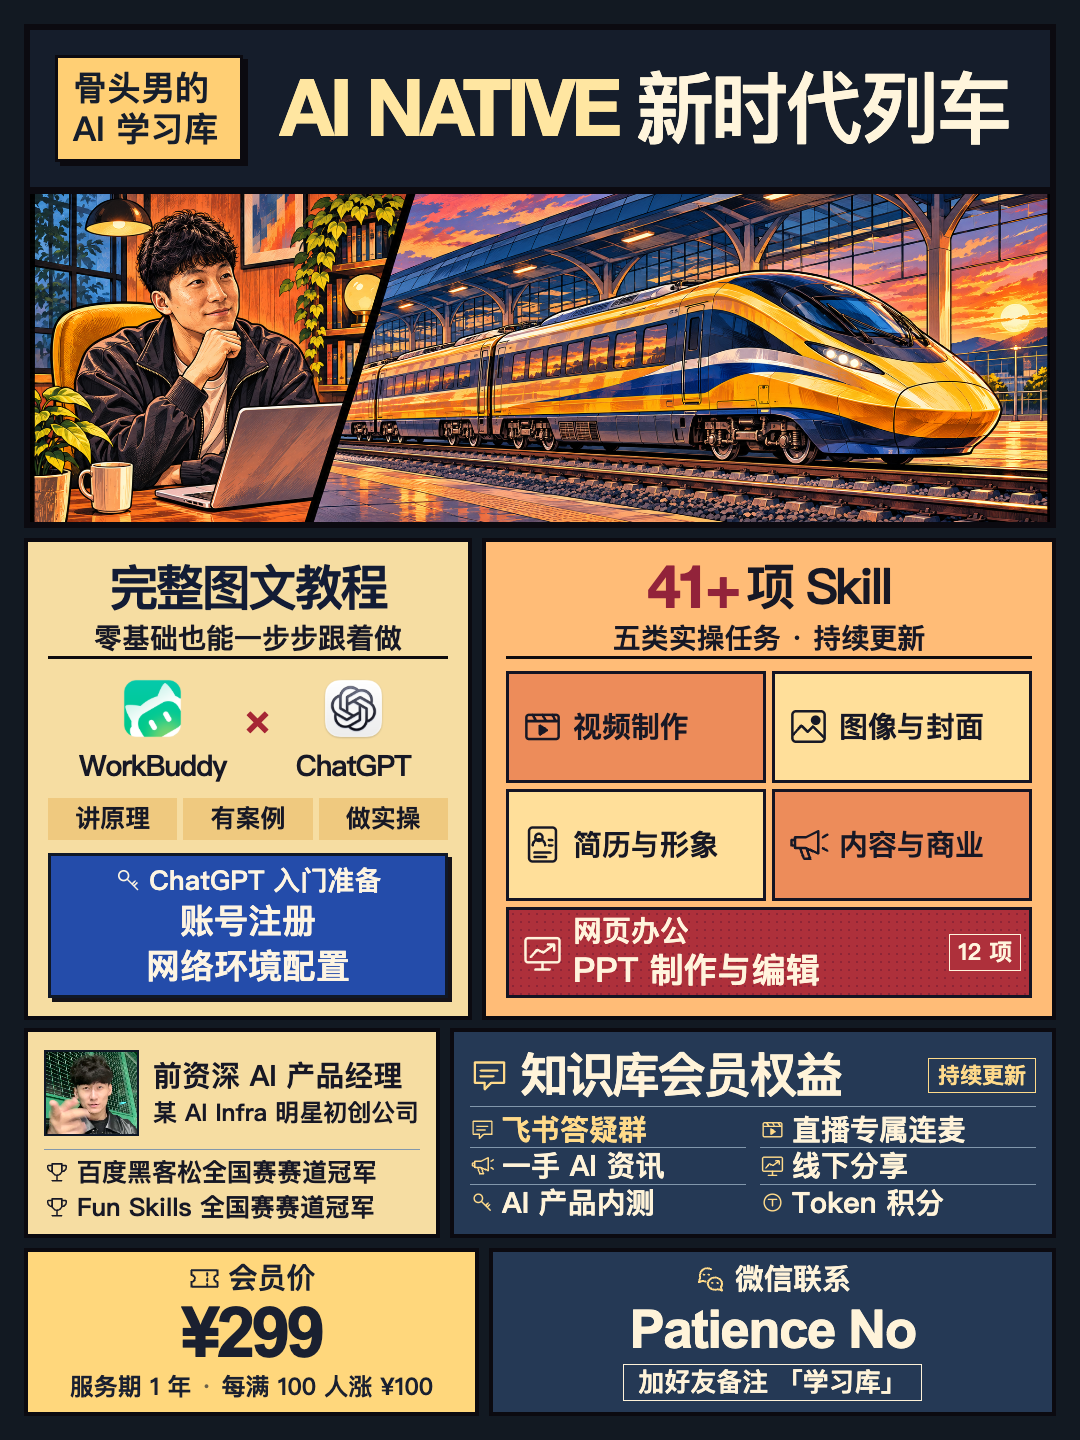 骨头男的
AI 学习库
AI NATIVE 新时代列车
完整图文教程
零基础也能一步步跟着做
WorkBuddy × ChatGPT
讲原理
有案例
做实操
ChatGPT 入门准备
账号注册
网络环境配置
41+项 Skill
五类实操任务 · 持续更新
视频制作
图像与封面
简历与形象
内容与商业
网页办公
PPT 制作与编辑
12 项
前资深 AI 产品经理
某 AI Infra 明星初创公司
百度黑客松全国赛赛道冠军
Fun Skills 全国赛赛道冠军
知识库会员权益
持续更新
飞书答疑群
直播专属连麦
一手 AI 资讯
线下分享
AI 产品内测
Token 积分
会员价
¥299
服务期 1 年 · 每满 100 人涨 ¥100
微信联系
Patience No
加好友备注 「学习库」